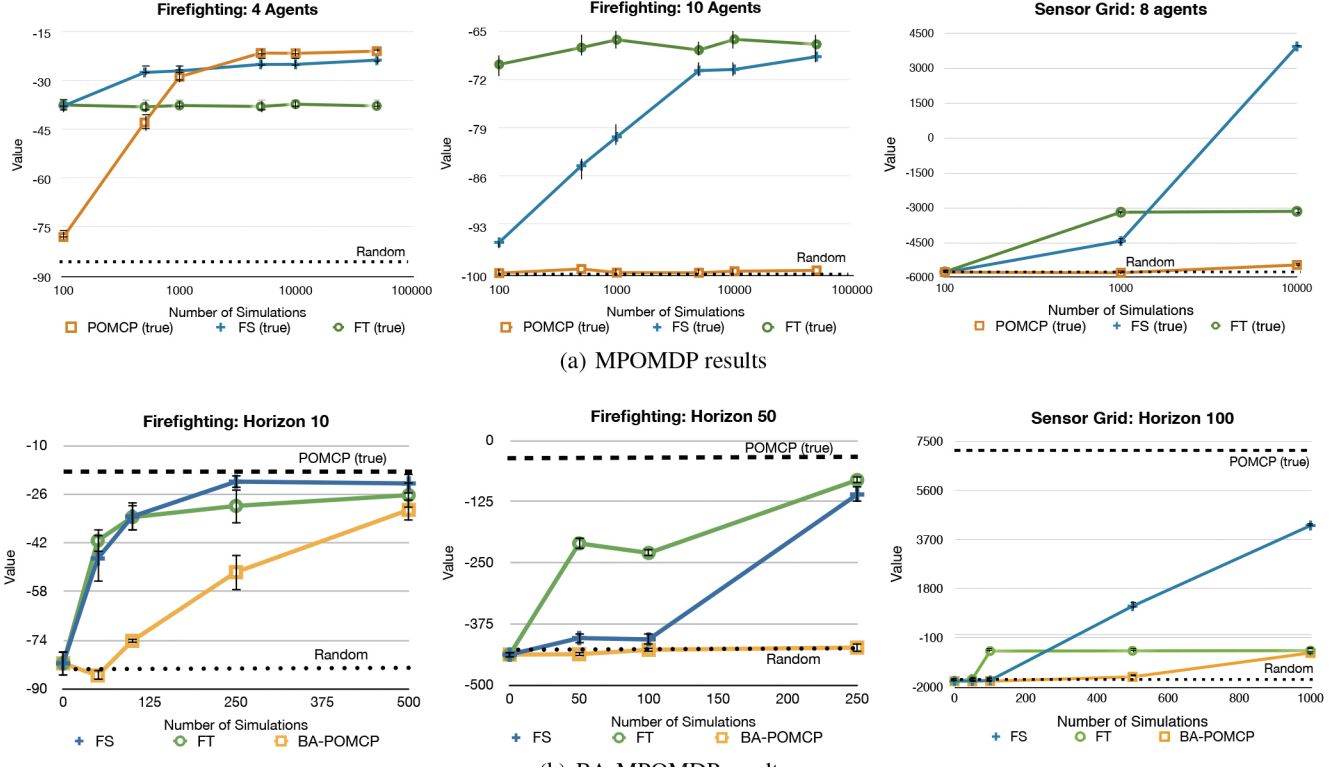 Firefighting: 4 Agents
-15
-30
-45
-60
-75
-90
Value
Random
100
1000
10000
100000
Number of Simulations
POMCP (true) FS (true) FT (true)
Firefighting: 10 Agents
-65
-72
-79
-86
-93
-100
Value
Random
100
1000
10000
100000
Number of Simulations
POMCP (true) FS (true) FT (true)
Sensor Grid: 8 agents
4500
3000
1500
0
-1500
-3000
-4500
-6000
Value
Random
100
1000
10000
Number of Simulations
POMCP (true) FS (true) FT (true)
(a) MPOMDP results
Firefighting: Horizon 10
-10
-26
-42
-58
-74
-90
Value
POMCP (true)
Random
0
125
250
375
500
Number of Simulations
FS FT BA-POMCP
Firefighting: Horizon 50
0
-125
-250
-375
-500
Value
POMCP (true)
Random
0
50
100
150
200
250
Number of Simulations
FS FT BA-POMCP
Sensor Grid: Horizon 100
7500
5600
3700
1800
-100
-2000
Value
POMCP (true)
Random
0
200
400
600
800
1000
Number of Simulations
FS FT BA-POMCP